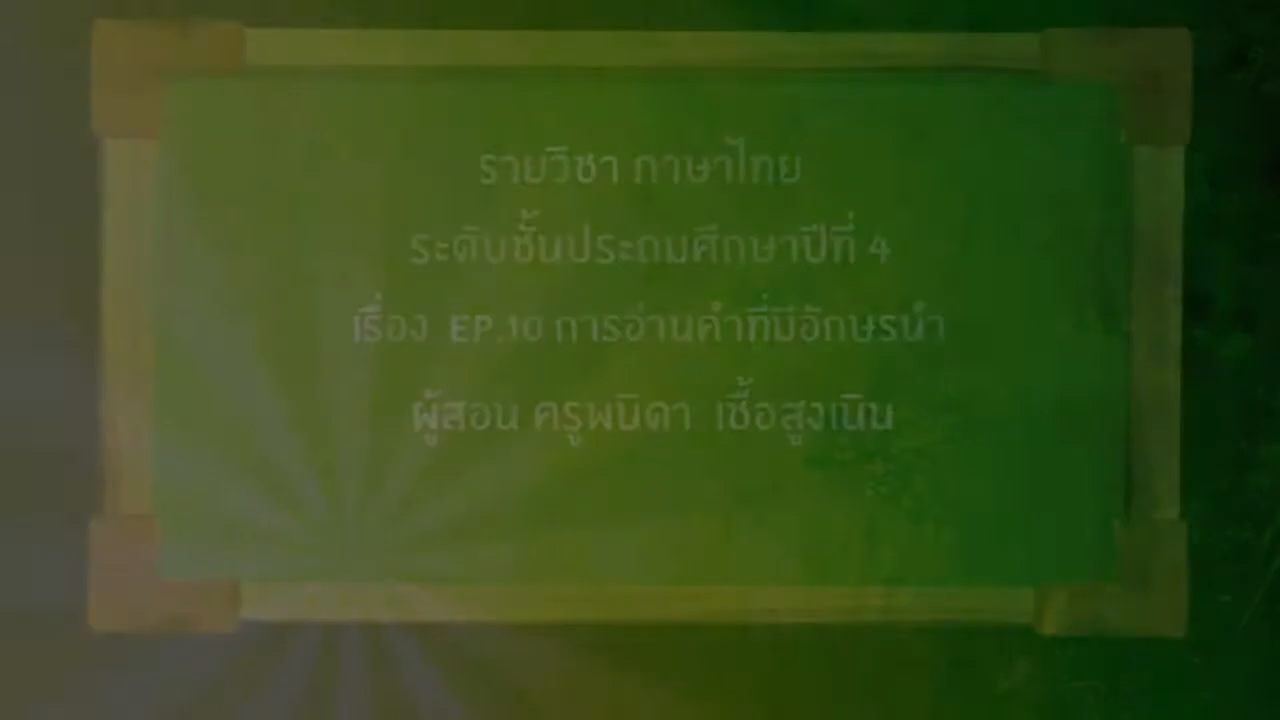 รายวิชา ภาษาไทย
ระดับชั้นประถมศึกษาปีที่ 4
เรื่อง EP.10 การอ่านคำที่มีอักษรนำ
ผู้สอน ครูพนิดา เชื้อสูงเนิน